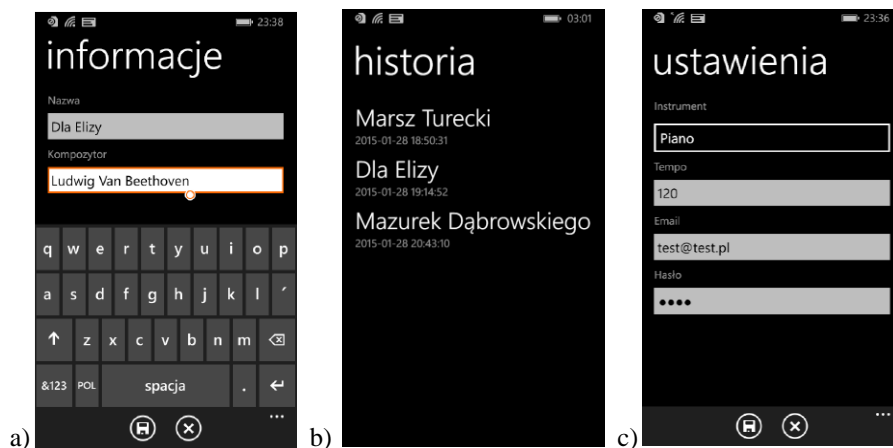 23:38
informacje
Nazwa
Dla Elizy
Kompozytor
Ludwig Van Beethoven
q w e r t y u i o p
a s d f g h j k l ´
z x c v b n m
&123 POL spacja .
a)
03:01
historia
Marsz Turecki
2015-01-28 18:50:31
Dla Elizy
2015-01-28 19:14:52
Mazurek Dąbrowskiego
2015-01-28 20:43:10
b)
23:36
ustawienia
Instrument
Piano
Tempo
120
Email
test@test.pl
Hasło
••••
c)